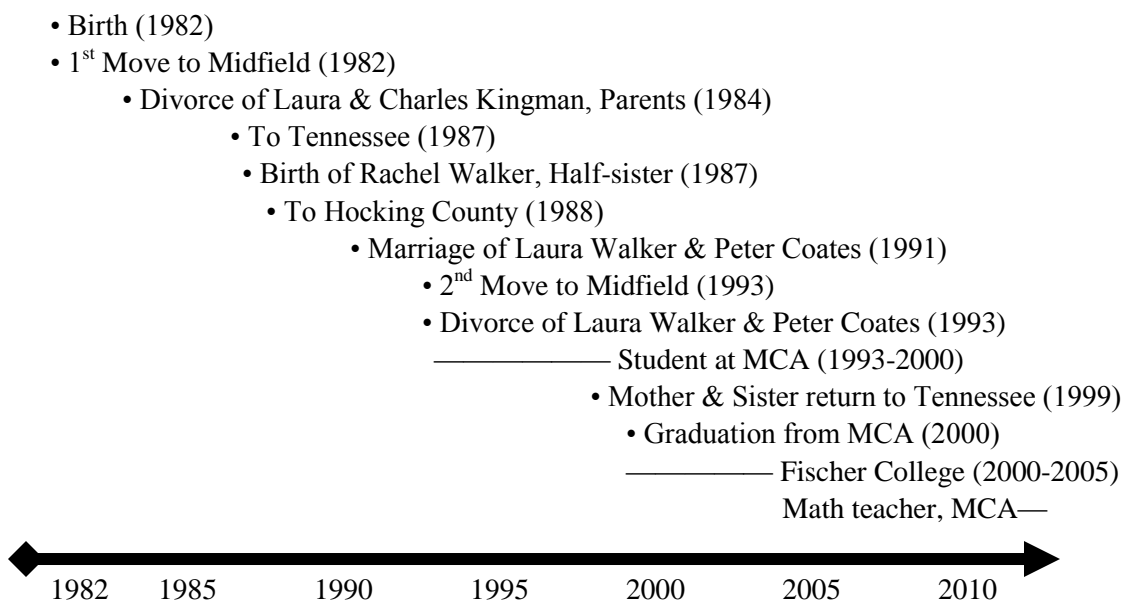 • Birth (1982)
• 1st Move to Midfield (1982)
• Divorce of Laura & Charles Kingman, Parents (1984)
• To Tennessee (1987)
• Birth of Rachel Walker, Half-sister (1987)
• To Hocking County (1988)
• Marriage of Laura Walker & Peter Coates (1991)
• 2nd Move to Midfield (1993)
• Divorce of Laura Walker & Peter Coates (1993)
—————— Student at MCA (1993-2000)
• Mother & Sister return to Tennessee (1999)
• Graduation from MCA (2000)
————— Fischer College (2000-2005)
Math teacher, MCA—
1982 1985 1990 1995 2000 2005 2010